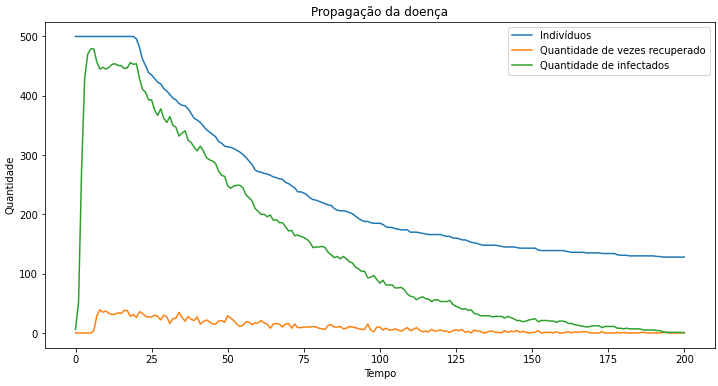 Propagação da doença
Indivíduos
Quantidade de vezes recuperado
Quantidade de infectados
Quantidade
500
400
300
200
100
0
0 25 50 75 100 125 150 175 200
Tempo